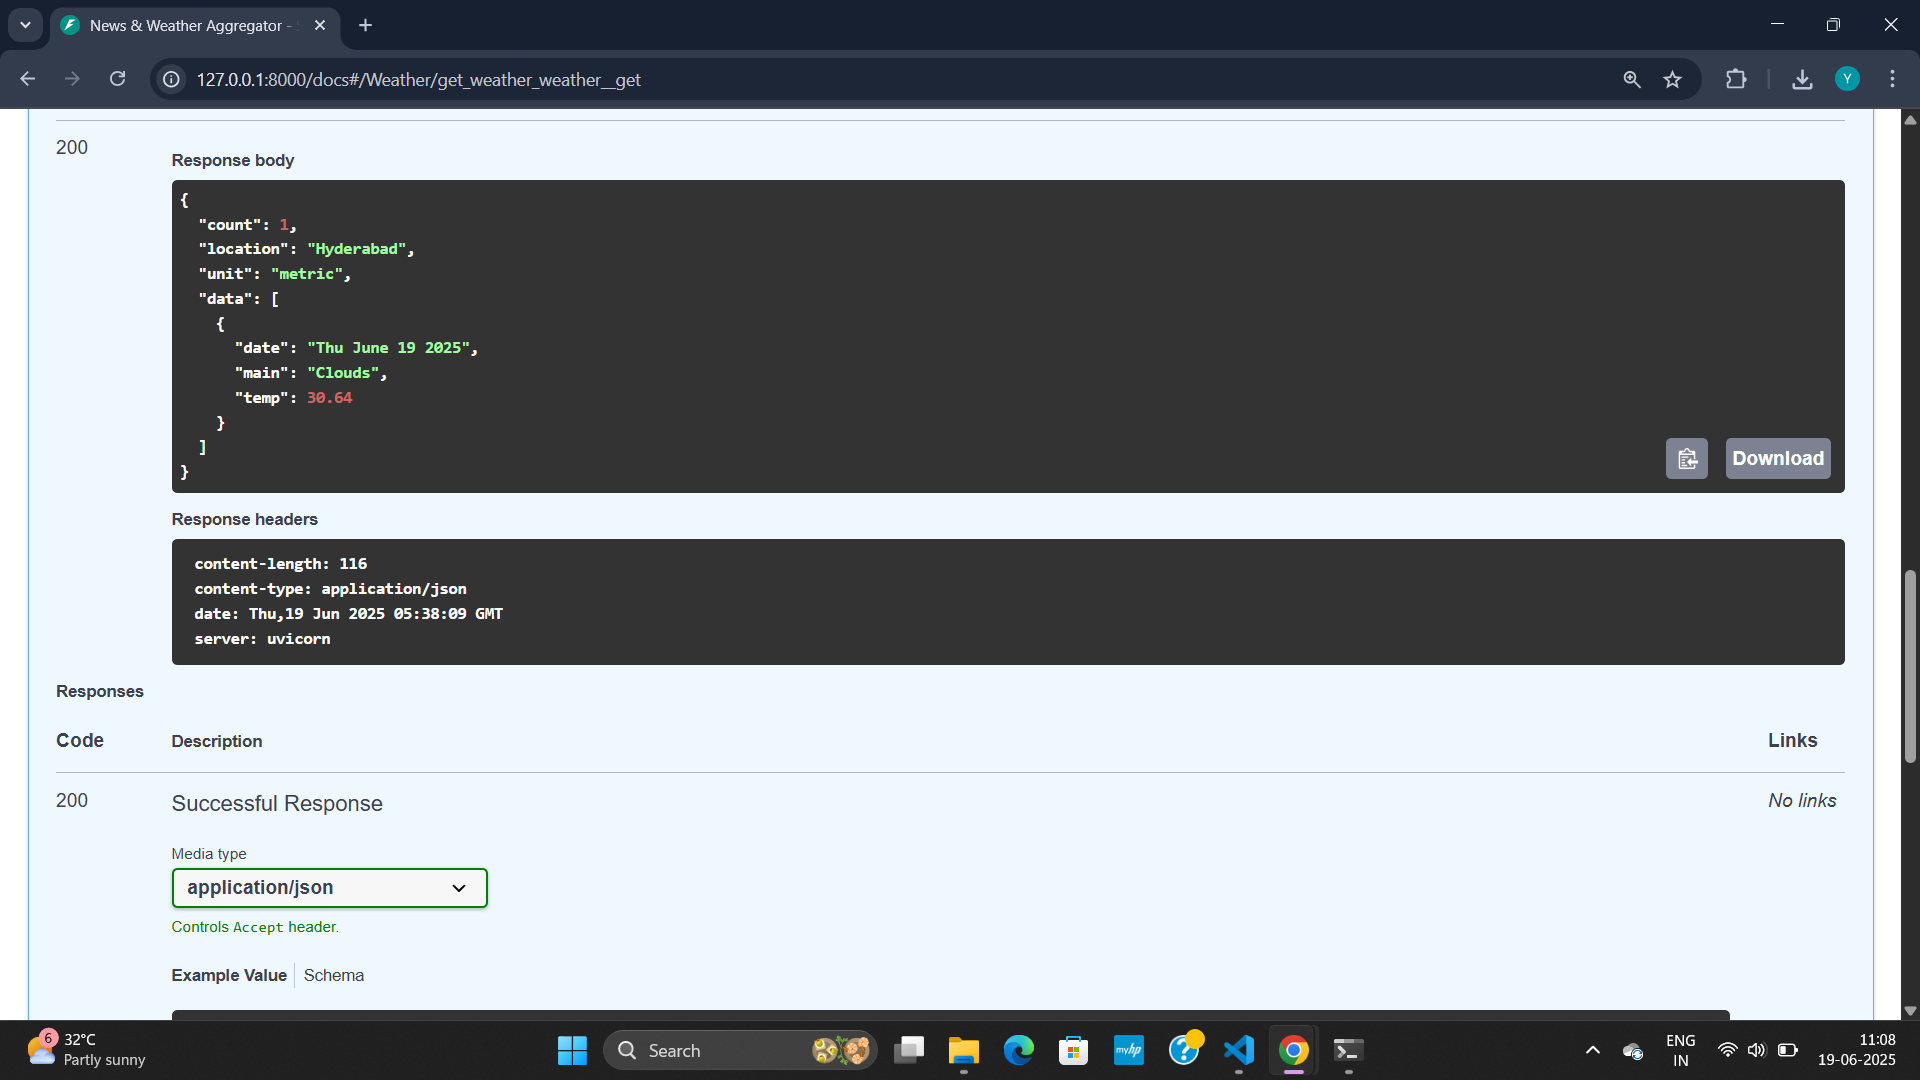 News & Weather Aggregator -
127.0.0.1:8000/docs#/Weather/get_weather_weather__get
Y
200
Response body
{
"count": 1,
"location": "Hyderabad",
"unit": "metric",
"data": [
{
"date": "Thu June 19 2025",
"main": "Clouds",
"temp": 30.64
}
]
}
Download
Response headers
content-length: 116
content-type: application/json
date: Thu,19 Jun 2025 05:38:09 GMT
server: uvicorn
Responses
Code Description Links
200 Successful Response No links
Media type
application/json
Controls Accept header.
Example Value Schema
6
32°C
Partly sunny
Search
myhp
ENG
IN
11:08
19-06-2025